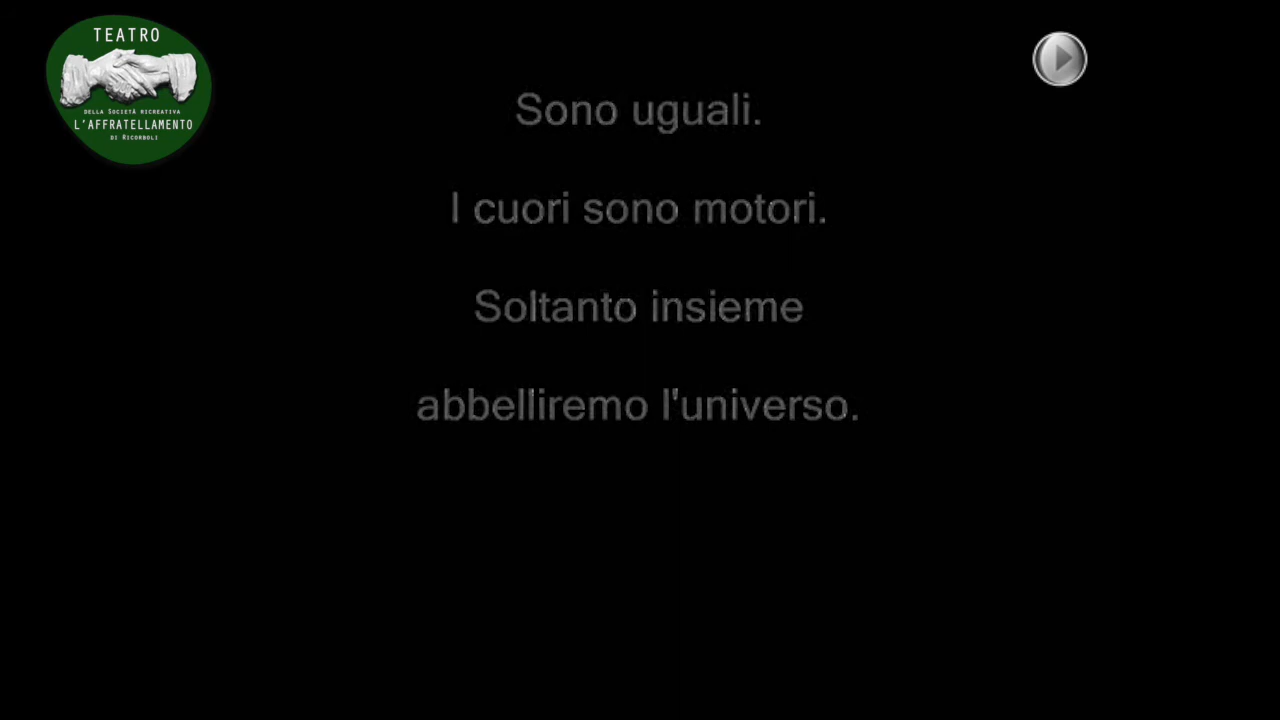 TEATRO
DELLA SOCIETÀ RICREATIVA
L'AFFRATELLAMENTO
DI RICORBOLI
Sono uguali.
I cuori sono motori.
Soltanto insieme
abbelliremo l'universo.